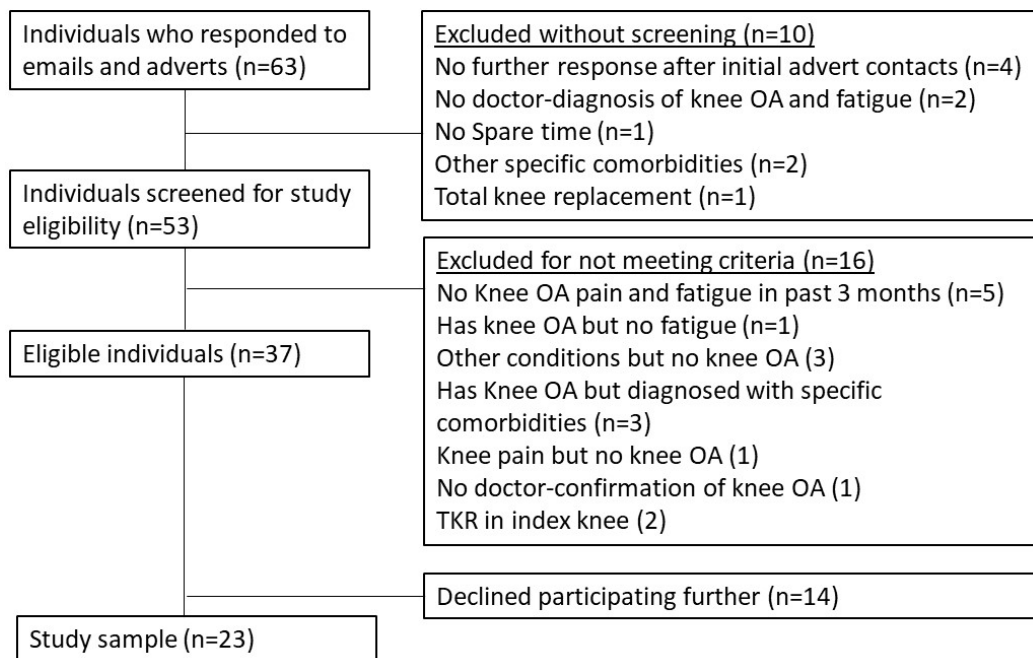 Individuals who responded to
emails and adverts (n=63)
Excluded without screening (n=10)
No further response after initial advert contacts (n=4)
No doctor-diagnosis of knee OA and fatigue (n=2)
No Spare time (n=1)
Other specific comorbidities (n=2)
Total knee replacement (n=1)
Individuals screened for study
eligibility (n=53)
Excluded for not meeting criteria (n=16)
No Knee OA pain and fatigue in past 3 months (n=5)
Has knee OA but no fatigue (n=1)
Other conditions but no knee OA (3)
Has Knee OA but diagnosed with specific
comorbidities (n=3)
Knee pain but no knee OA (1)
No doctor-confirmation of knee OA (1)
TKR in index knee (2)
Eligible individuals (n=37)
Declined participating further (n=14)
Study sample (n=23)